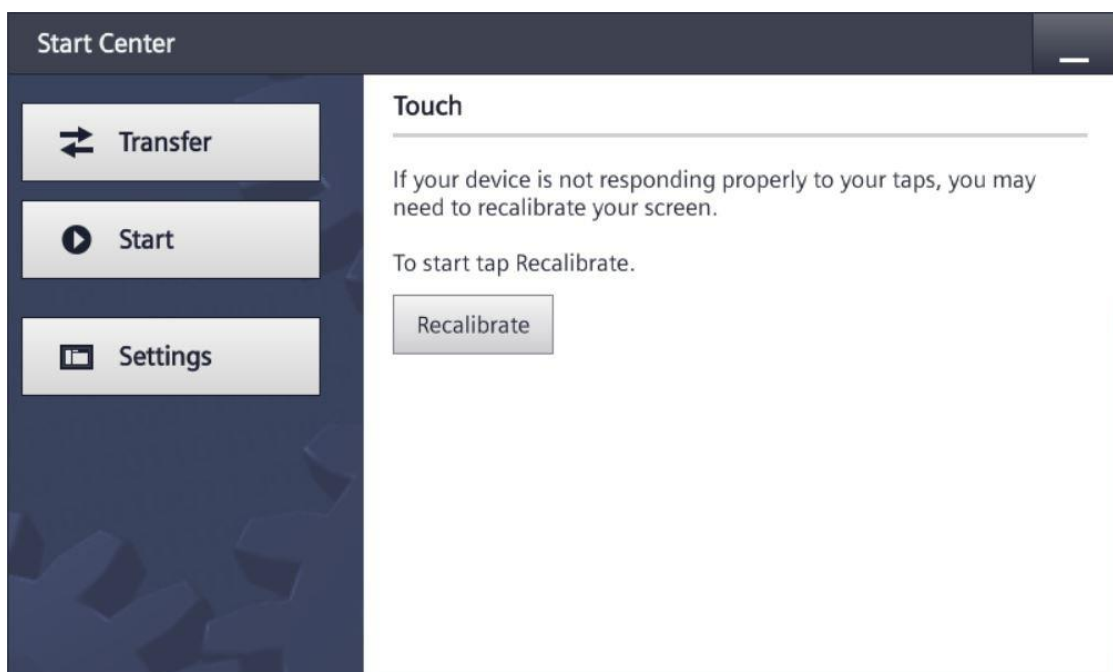 Start Center
Transfer
Start
Settings
Touch
If your device is not responding properly to your taps, you may
need to recalibrate your screen.
To start tap Recalibrate.
Recalibrate